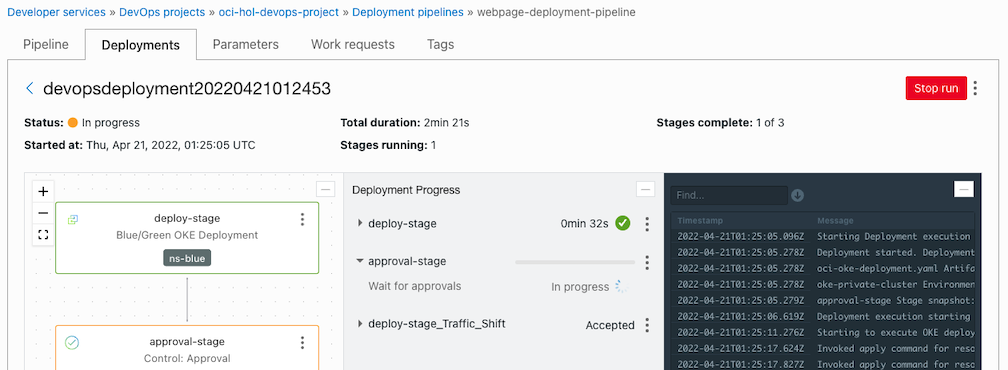 Developer services » DevOps projects » oci-hol-devops-project » Deployment pipelines » webpage-deployment-pipeline
Pipeline Deployments Parameters Work requests Tags
devopsdeployment20220421012453
Stop run
Status: In progress Total duration: 2min 21s Stages complete: 1 of 3
Started at: Thu, Apr 21, 2022, 01:25:05 UTC Stages running: 1
deploy-stage
Blue/Green OKE Deployment
ns-blue
approval-stage
Control: Approval
Deployment Progress
deploy-stage 0min 32s
approval-stage
Wait for approvals In progress
deploy-stage_Traffic_Shift Accepted
Find...
Timestamp Message
2022-04-21T01:25:05.096Z Starting Deployment execution
2022-04-21T01:25:05.278Z Deployment started. Deployment
2022-04-21T01:25:05.278Z oci-oke-deployment.yaml Artifa
2022-04-21T01:25:05.278Z oke-private-cluster Environmen
2022-04-21T01:25:05.279Z approval-stage Stage snapshot:
2022-04-21T01:25:06.619Z Deployment execution starting
2022-04-21T01:25:11.276Z Starting to execute OKE deploy
2022-04-21T01:25:17.624Z Invoked apply command for reso
2022-04-21T01:25:17.827Z Invoked apply command for reso